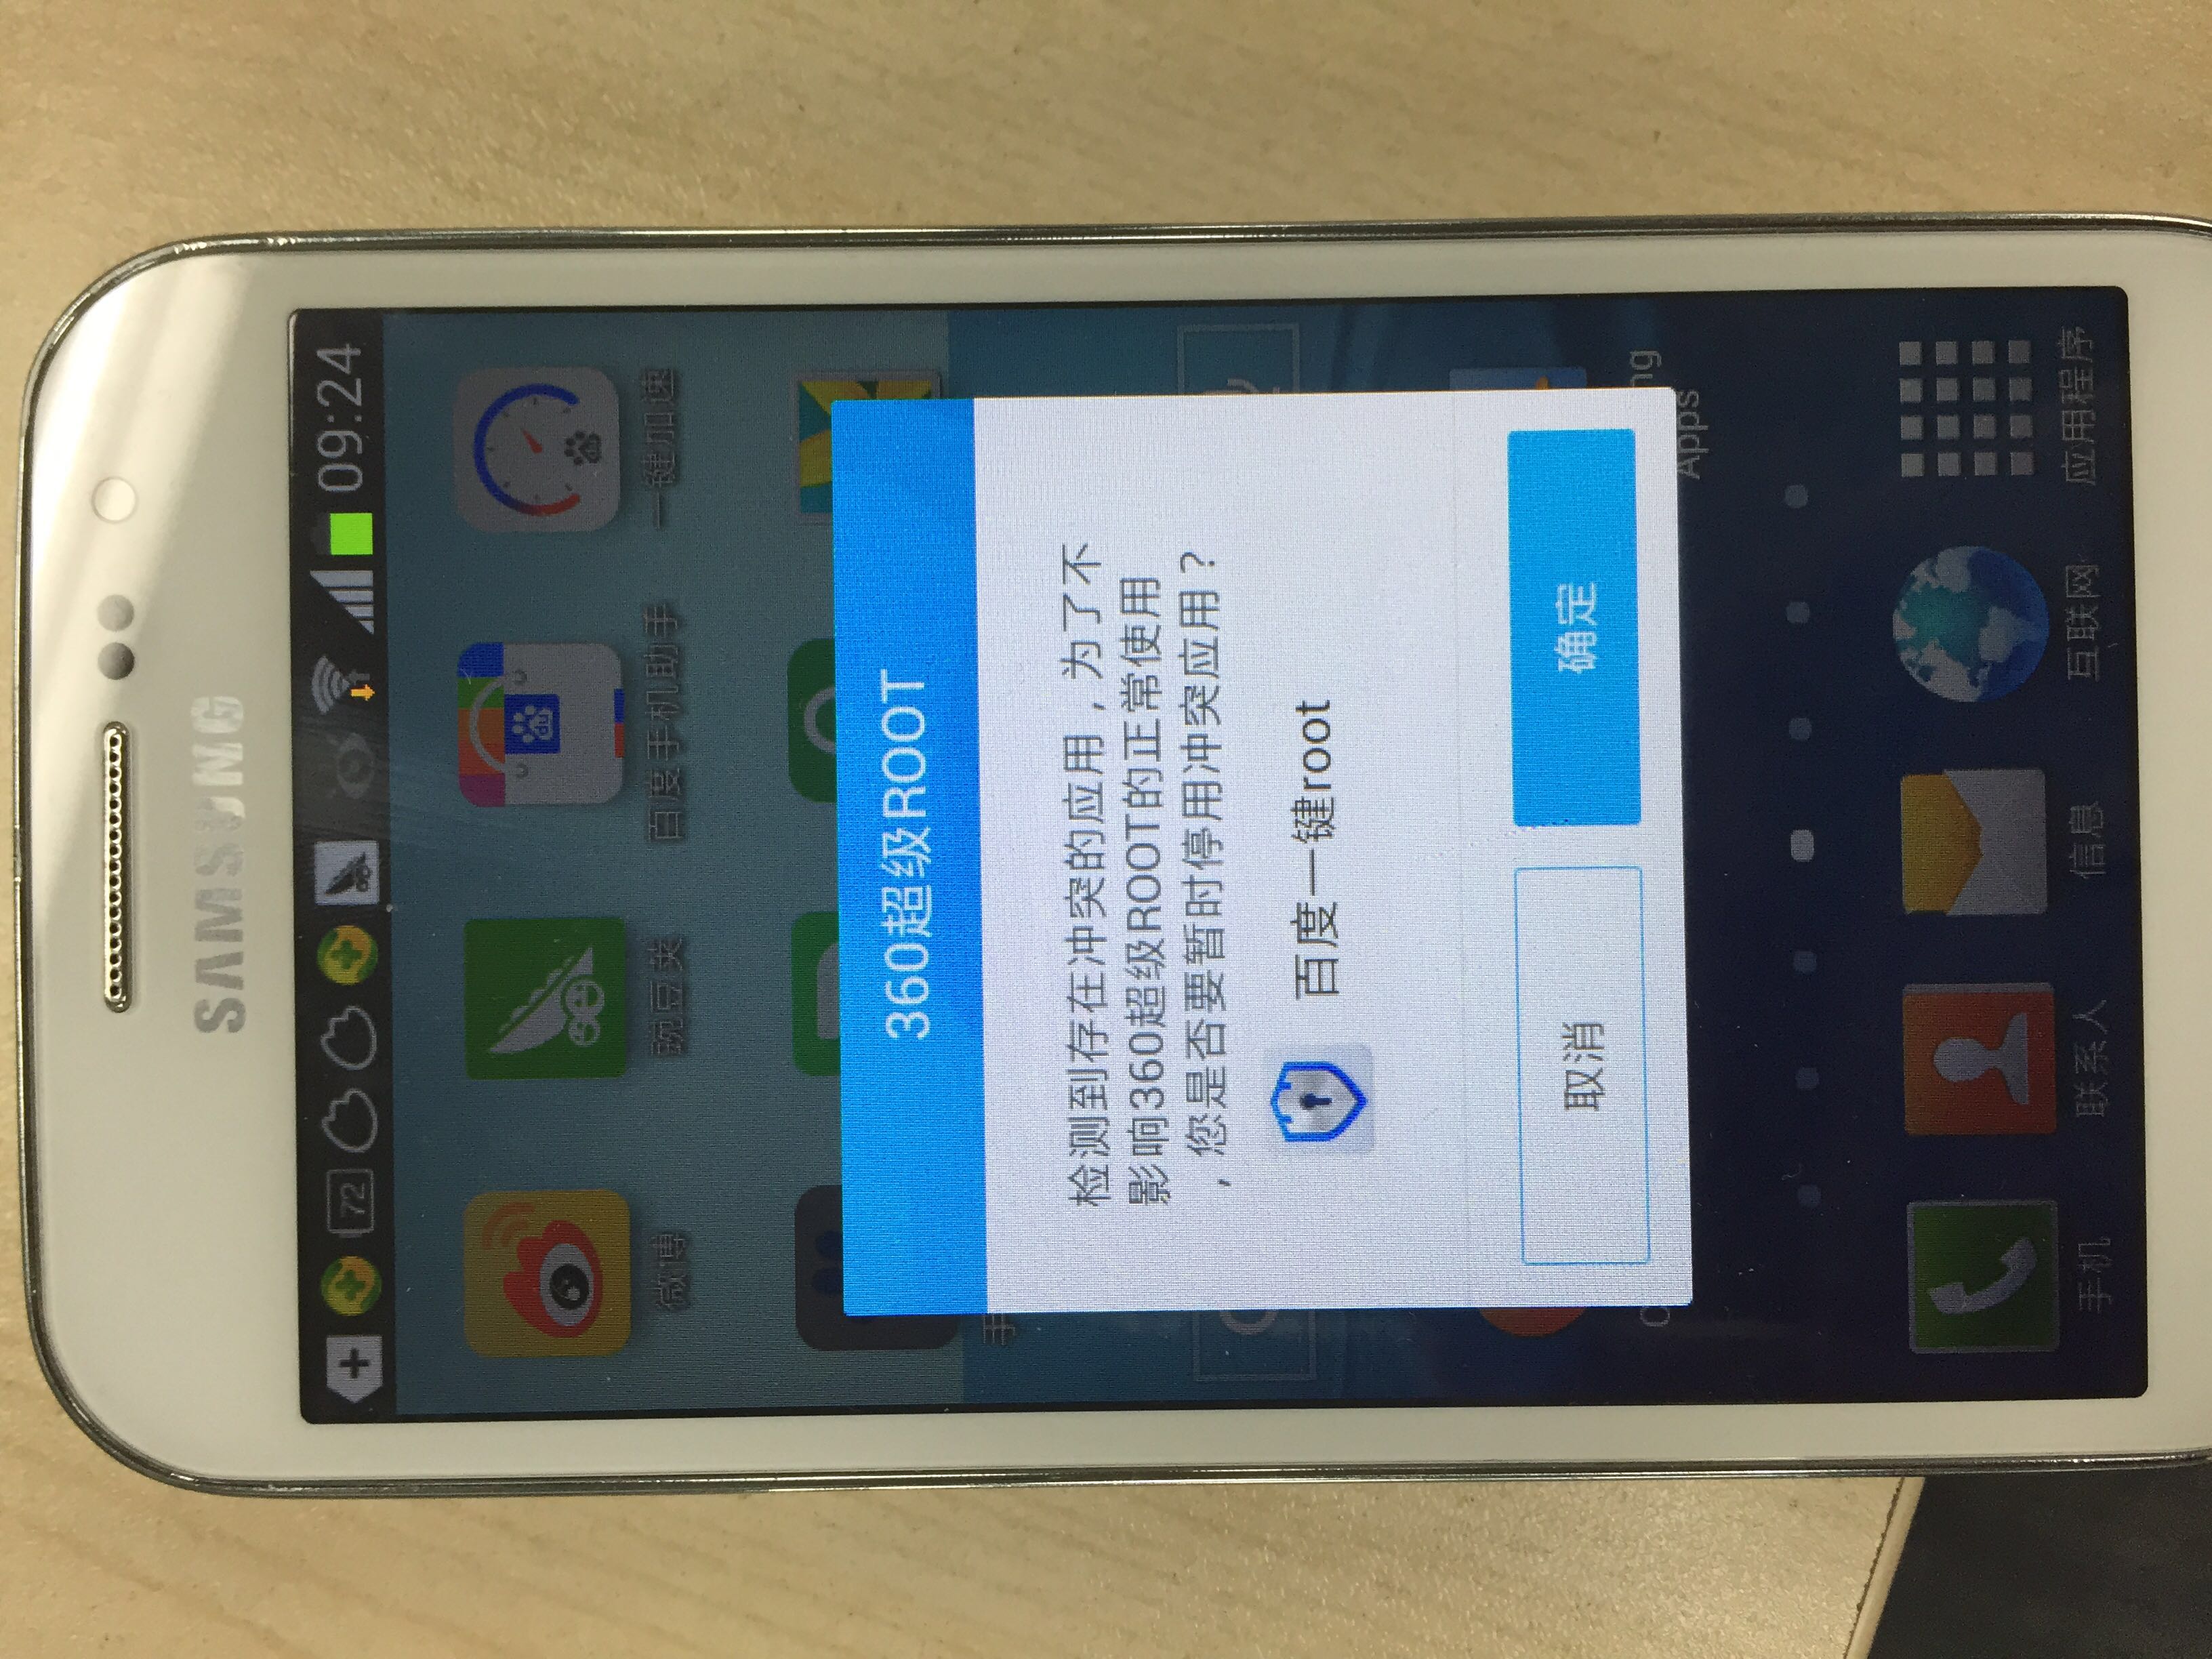 SAMSUNG
72
09:24
微博
豌豆荚
du
百度手机助手
du
一键加速
手
360超级ROOT
检测到存在冲突的应用，为了不
影响360超级ROOT的正常使用
，您是否要暂时停用冲突应用？
百度一键root
取消
确定
ng
Apps
手机
联系人
信息
互联网
应用程序